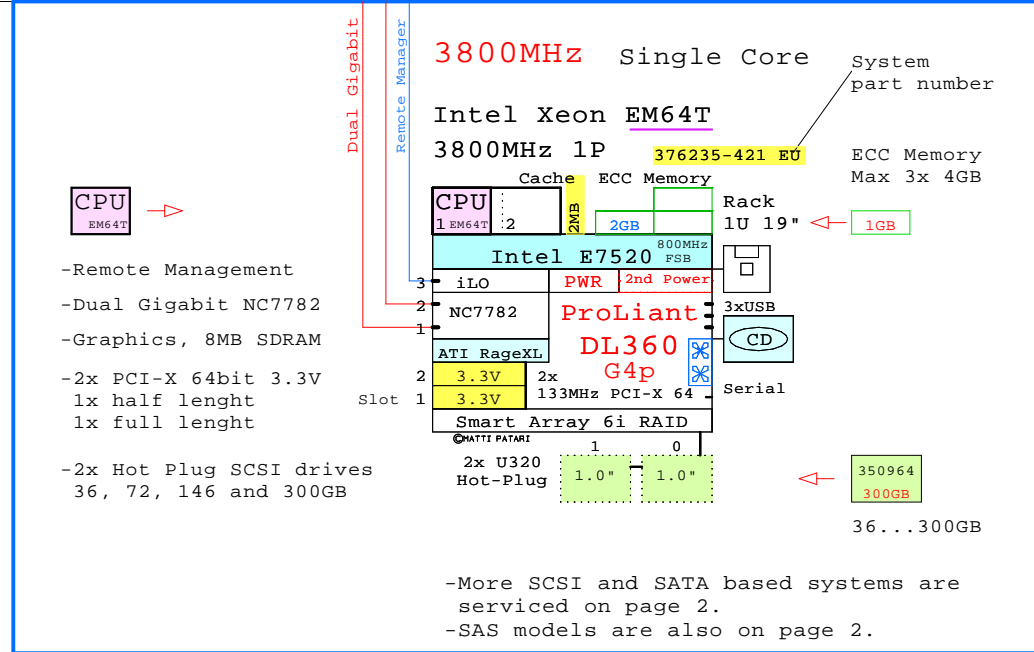 Dual Gigabit
Remote Manager
3800MHz Single Core
System
part number
Intel Xeon EM64T
3800MHz 1P
376235-421 EU
ECC Memory
Max 3x 4GB
Cache ECC Memory
CPU
EM64T
CPU
1 EM64T 2
2MB
2GB
Rack
1U 19"
1GB
Intel E7520
800MHz
FSB
-Remote Management
3 iLO
PWR
2nd Power
-Dual Gigabit NC7782
2
NC7782
1
ProLiant
3xUSB
-Graphics, 8MB SDRAM
DL360
CD
ATI RageXL
G4p
-2x PCI-X 64bit 3.3V
1x half lenght
1x full lenght
2 3.3V
2x
133MHz PCI-X 64
Serial
Slot 1 3.3V
Smart Array 6i RAID
©MATTI PATARI
1 0
-2x Hot Plug SCSI drives
36, 72, 146 and 300GB
2x U320
Hot-Plug
1.0"
1.0"
350964
300GB
36...300GB
-More SCSI and SATA based systems are
serviced on page 2.
-SAS models are also on page 2.